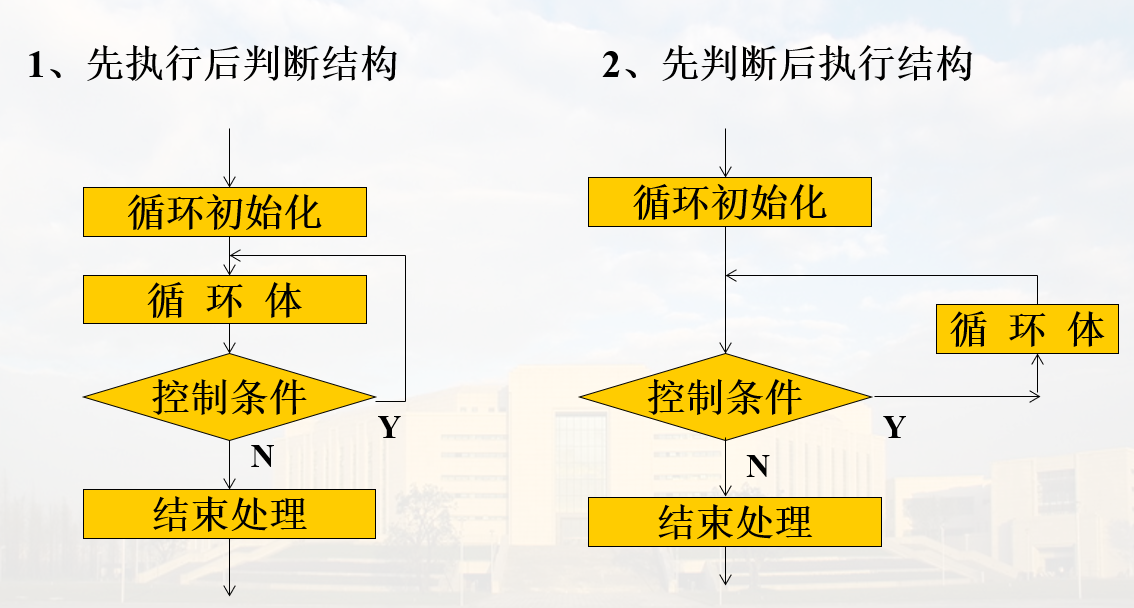 1、先执行后判断结构
循环初始化
循 环 体
控制条件
Y
N
结束处理
2、先判断后执行结构
循环初始化
循 环 体
控制条件
Y
N
结束处理